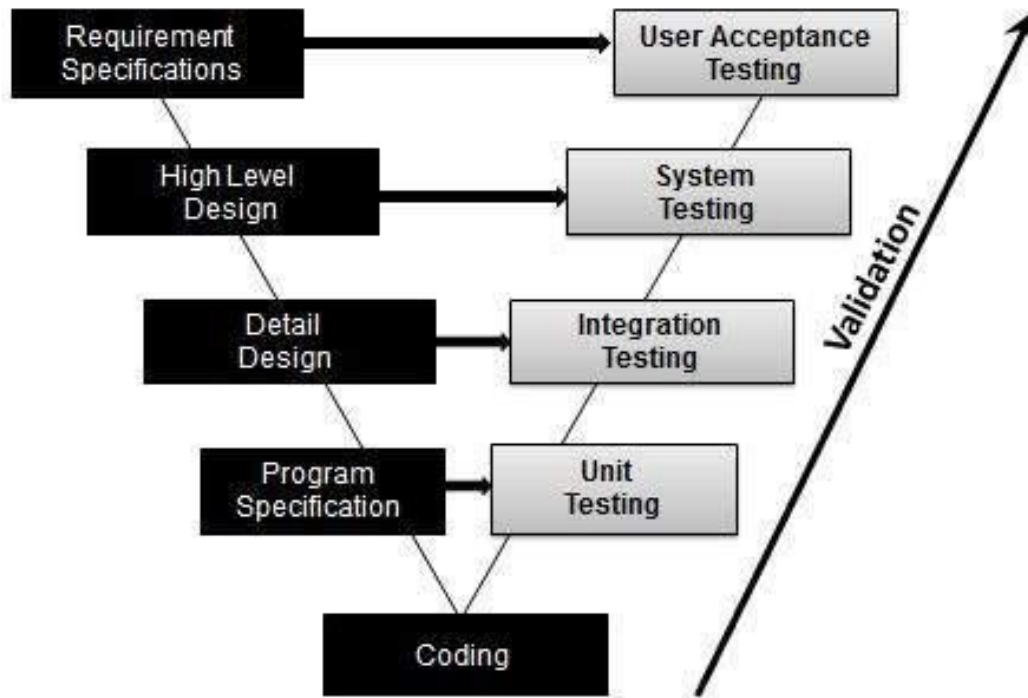 Requirement
Specifications
User Acceptance
Testing
High Level
Design
System
Testing
Detail
Design
Integration
Testing
Program
Specification
Unit
Testing
Coding
Validation